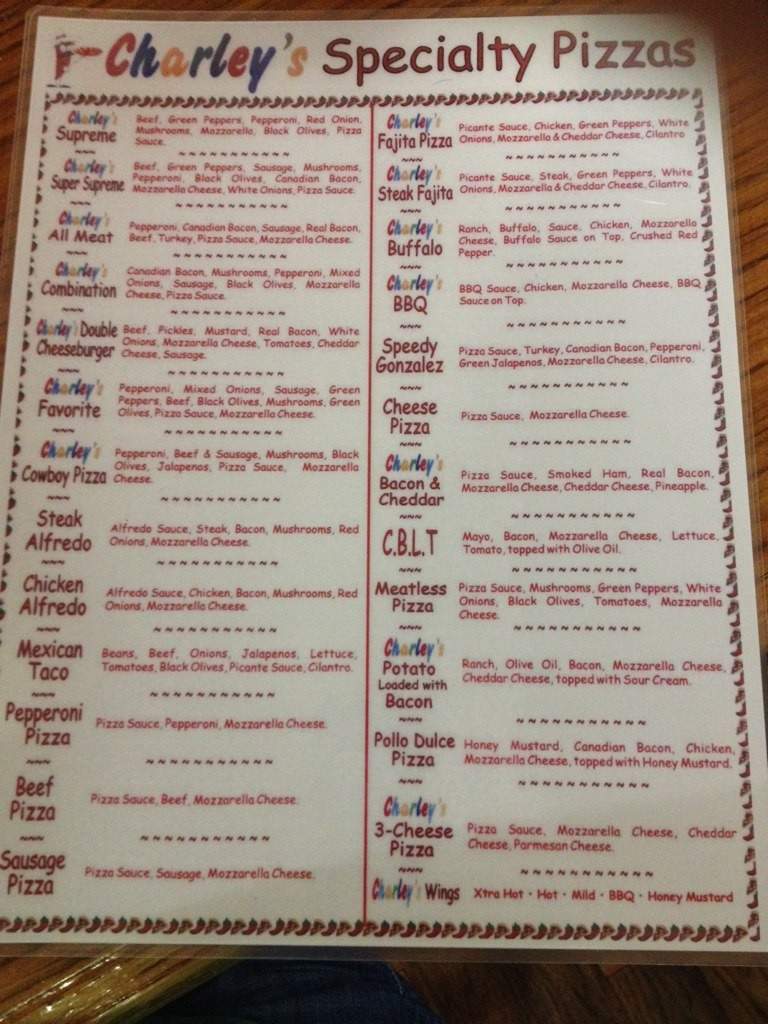 Charley's Specialty Pizzas
Charley's
Supreme
Beef, Green Peppers, Pepperoni, Red Onion,
Mushrooms, Mozzarella, Black Olives, Pizza
Sauce.
Charley's
Super Supreme
Beef, Green Peppers, Sausage, Mushrooms,
Pepperoni, Black Olives, Canadian Bacon,
Mozzarella Cheese, White Onions, Pizza Sauce.
Charley's
All Meat
Pepperoni, Canadian Bacon, Sausage, Real Bacon,
Beef, Turkey, Pizza Sauce, Mozzarella Cheese.
Charley's
Combination
Canadian Bacon, Mushrooms, Pepperoni, Mixed
Onions, Sausage, Black Olives, Mozzarella
Cheese, Pizza Sauce.
Charley's Double
Cheeseburger
Beef, Pickles, Mustard, Real Bacon, White
Onions, Mozzarella Cheese, Tomatoes, Cheddar
Cheese, Sausage.
Charley's
Favorite
Pepperoni, Mixed Onions, Sausage, Green
Peppers, Beef, Black Olives, Mushrooms, Green
Olives, Pizza Sauce, Mozzarella Cheese.
Charley's
Cowboy Pizza
Pepperoni, Beef & Sausage, Mushrooms, Black
Olives, Jalapenos, Pizza Sauce, Mozzarella
Cheese.
Steak
Alfredo
Alfredo Sauce, Steak, Bacon, Mushrooms, Red
Onions, Mozzarella Cheese.
Chicken
Alfredo
Alfredo Sauce, Chicken, Bacon, Mushrooms, Red
Onions, Mozzarella Cheese.
Mexican
Taco
Beans, Beef, Onions, Jalapenos, Lettuce,
Tomatoes, Black Olives, Picante Sauce, Cilantro.
Pepperoni
Pizza
Pizza Sauce, Pepperoni, Mozzarella Cheese.
Beef
Pizza
Pizza Sauce, Beef, Mozzarella Cheese.
Sausage
Pizza
Pizza Sauce, Sausage, Mozzarella Cheese.
Charley's
Fajita Pizza
Picante Sauce, Chicken, Green Peppers, White
Onions, Mozzarella & Cheddar Cheese, Cilantro
Charley's
Steak Fajita
Picante Sauce, Steak, Green Peppers, White
Onions, Mozzarella & Cheddar Cheese, Cilantro.
Charley's
Buffalo
Ranch, Buffalo, Sauce, Chicken, Mozzarella
Cheese, Buffalo Sauce on Top, Crushed Red
Pepper.
Charley's
BBQ
BBQ Sauce, Chicken, Mozzarella Cheese, BBQ
Sauce on Top.
Speedy
Gonzalez
Pizza Sauce, Turkey, Canadian Bacon, Pepperoni,
Green Jalapenos, Mozzarella Cheese, Cilantro.
Cheese
Pizza
Pizza Sauce, Mozzarella Cheese.
Charley's
Bacon &
Cheddar
Pizza Sauce, Smoked Ham, Real Bacon,
Mozzarella Cheese, Cheddar Cheese, Pineapple.
C.B.L.T
Mayo, Bacon, Mozzarella Cheese, Lettuce,
Tomato, topped with Olive Oil.
Meatless
Pizza
Pizza Sauce, Mushrooms, Green Peppers, White
Onions, Black Olives, Tomatoes, Mozzarella
Cheese.
Charley's
Potato
Loaded with
Bacon
Ranch, Olive Oil, Bacon, Mozzarella Cheese,
Cheddar Cheese, topped with Sour Cream.
Pollo Dulce
Pizza
Honey Mustard, Canadian Bacon, Chicken,
Mozzarella Cheese, topped with Honey Mustard.
Charley's
3-Cheese
Pizza
Pizza Sauce, Mozzarella Cheese, Cheddar
Cheese, Parmesan Cheese.
Charley's Wings
Xtra Hot • Hot • Mild • BBQ • Honey Mustard